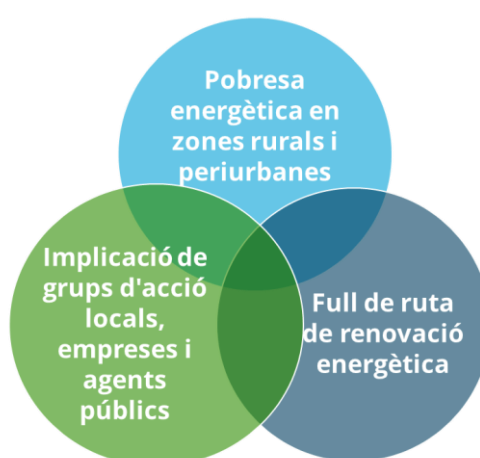 Pobresa
energètica en
zones rurals i
periurbanes
Implicació de
grups d'acció
locals,
empreses i
agents
públics
Full de ruta
de renovació
energètica